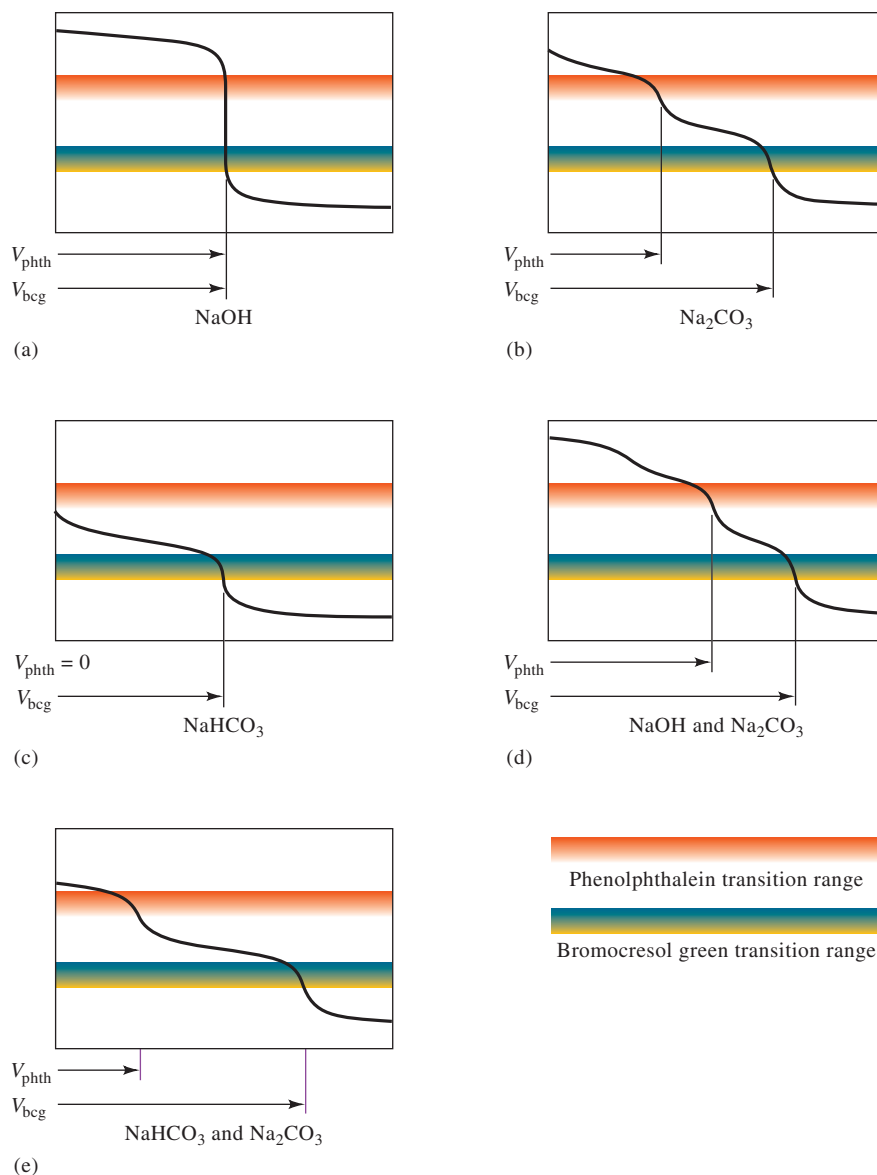 V_phth
V_bcg
NaOH
(a)
V_phth
V_bcg
Na₂CO₃
(b)
V_phth = 0
V_bcg
NaHCO₃
(c)
V_phth
V_bcg
NaOH and Na₂CO₃
(d)
V_phth
V_bcg
NaHCO₃ and Na₂CO₃
(e)
Phenolphthalein transition range
Bromocresol green transition range